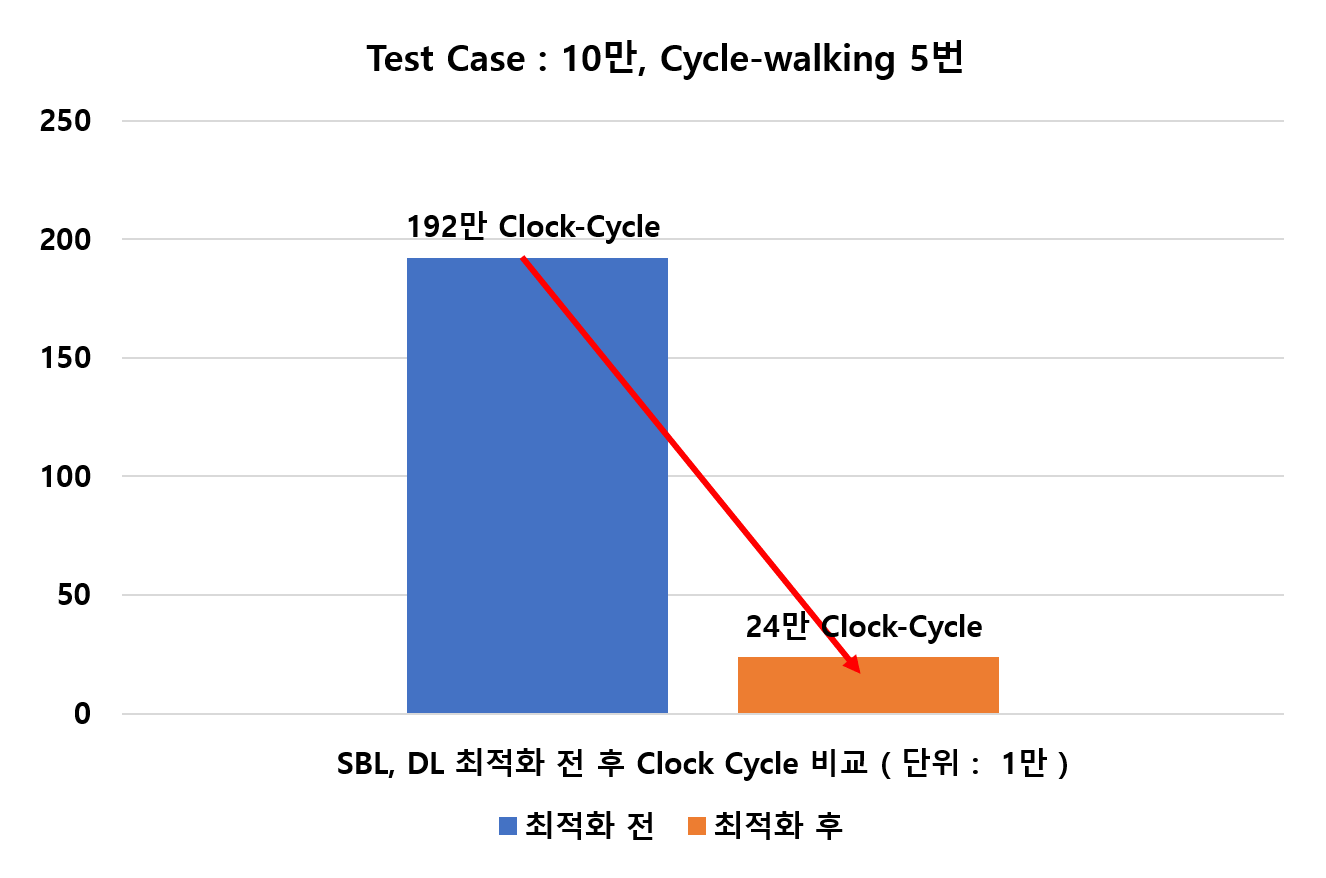 Test Case : 10만, Cycle-walking 5번
250
200
150
100
50
0
192만 Clock-Cycle
24만 Clock-Cycle
SBL, DL 최적화 전 후 Clock Cycle 비교 ( 단위 :  1만 )
최적화 전
최적화 후